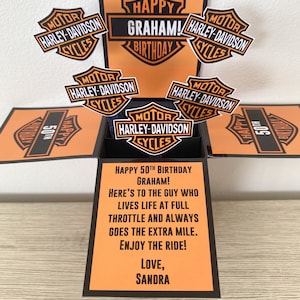 HAPPY
GRAHAM!
BIRTHDAY
MOTOR
HARLEY-DAVIDSON
CYCLES
MOTOR
HARLEY-DAVIDSON
CYCLES
MOTOR
HARLEY-DAVIDSON
CYCLES
MOTOR
HARLEY-DAVIDSON
CYCLES
MOTOR
HARLEY-DAVIDSON
CYCLES
50th
50th
Happy 50th Birthday
Graham!
Here's to the guy who
lives life at full
throttle and always
goes the extra mile.
Enjoy the ride!
Love,
Sandra